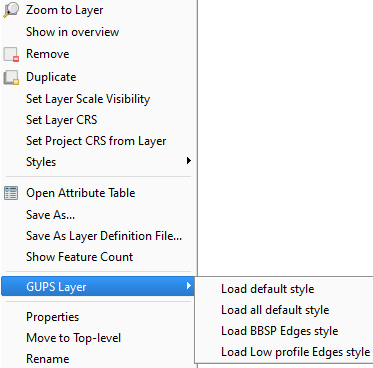 Zoom to Layer
Show in overview
Remove
Duplicate
Set Layer Scale Visibility
Set Layer CRS
Set Project CRS from Layer
Styles
Open Attribute Table
Save As...
Save As Layer Definition File...
Show Feature Count
GUPS Layer
Load default style
Load all default style
Load BBSP Edges style
Load Low profile Edges style
Properties
Move to Top-level
Rename